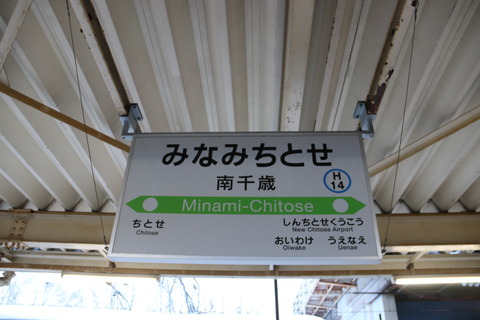 みなみちとせ
南千歳
H
14
Minami-Chitose
ちとせ
Chitose
しんちとせくうこう
New Chitose Airport
おいわけ うえなえ
Oiwake Uenae